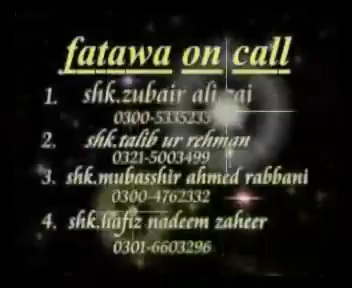 fatawa on call
1. shk.zubair ali zai
0300-5335233
2. shk.talib ur rehman
0321-5003499
3. shk.mubasshir ahmed rabbani
0300-4762332
4. shk.hafiz nadeem zaheer
0301-6603296